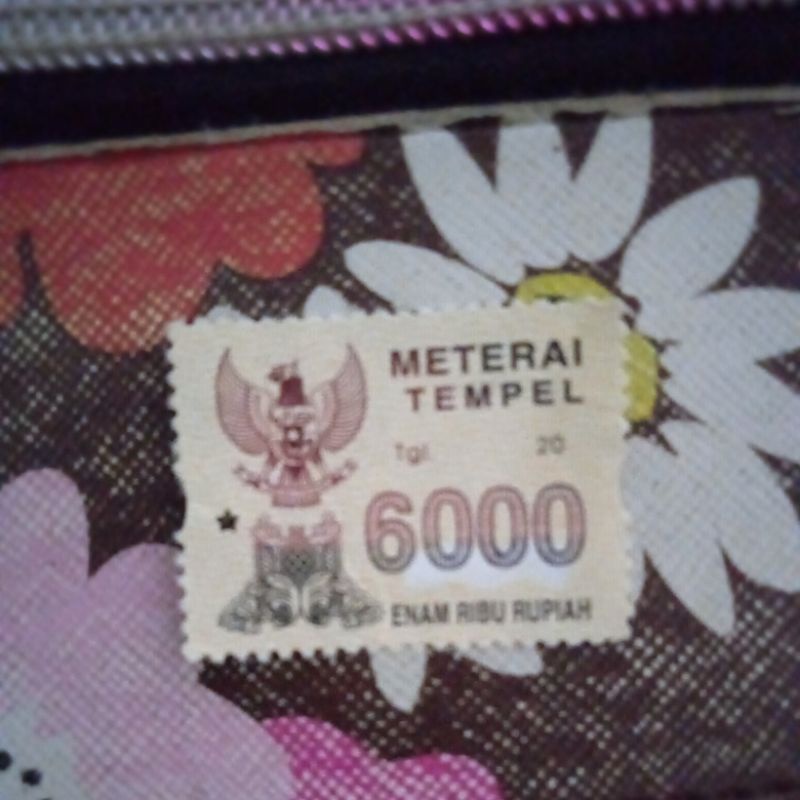 METERAI
TEMPEL
Tgl 20
6000
ENAM RIBU RUPIAH